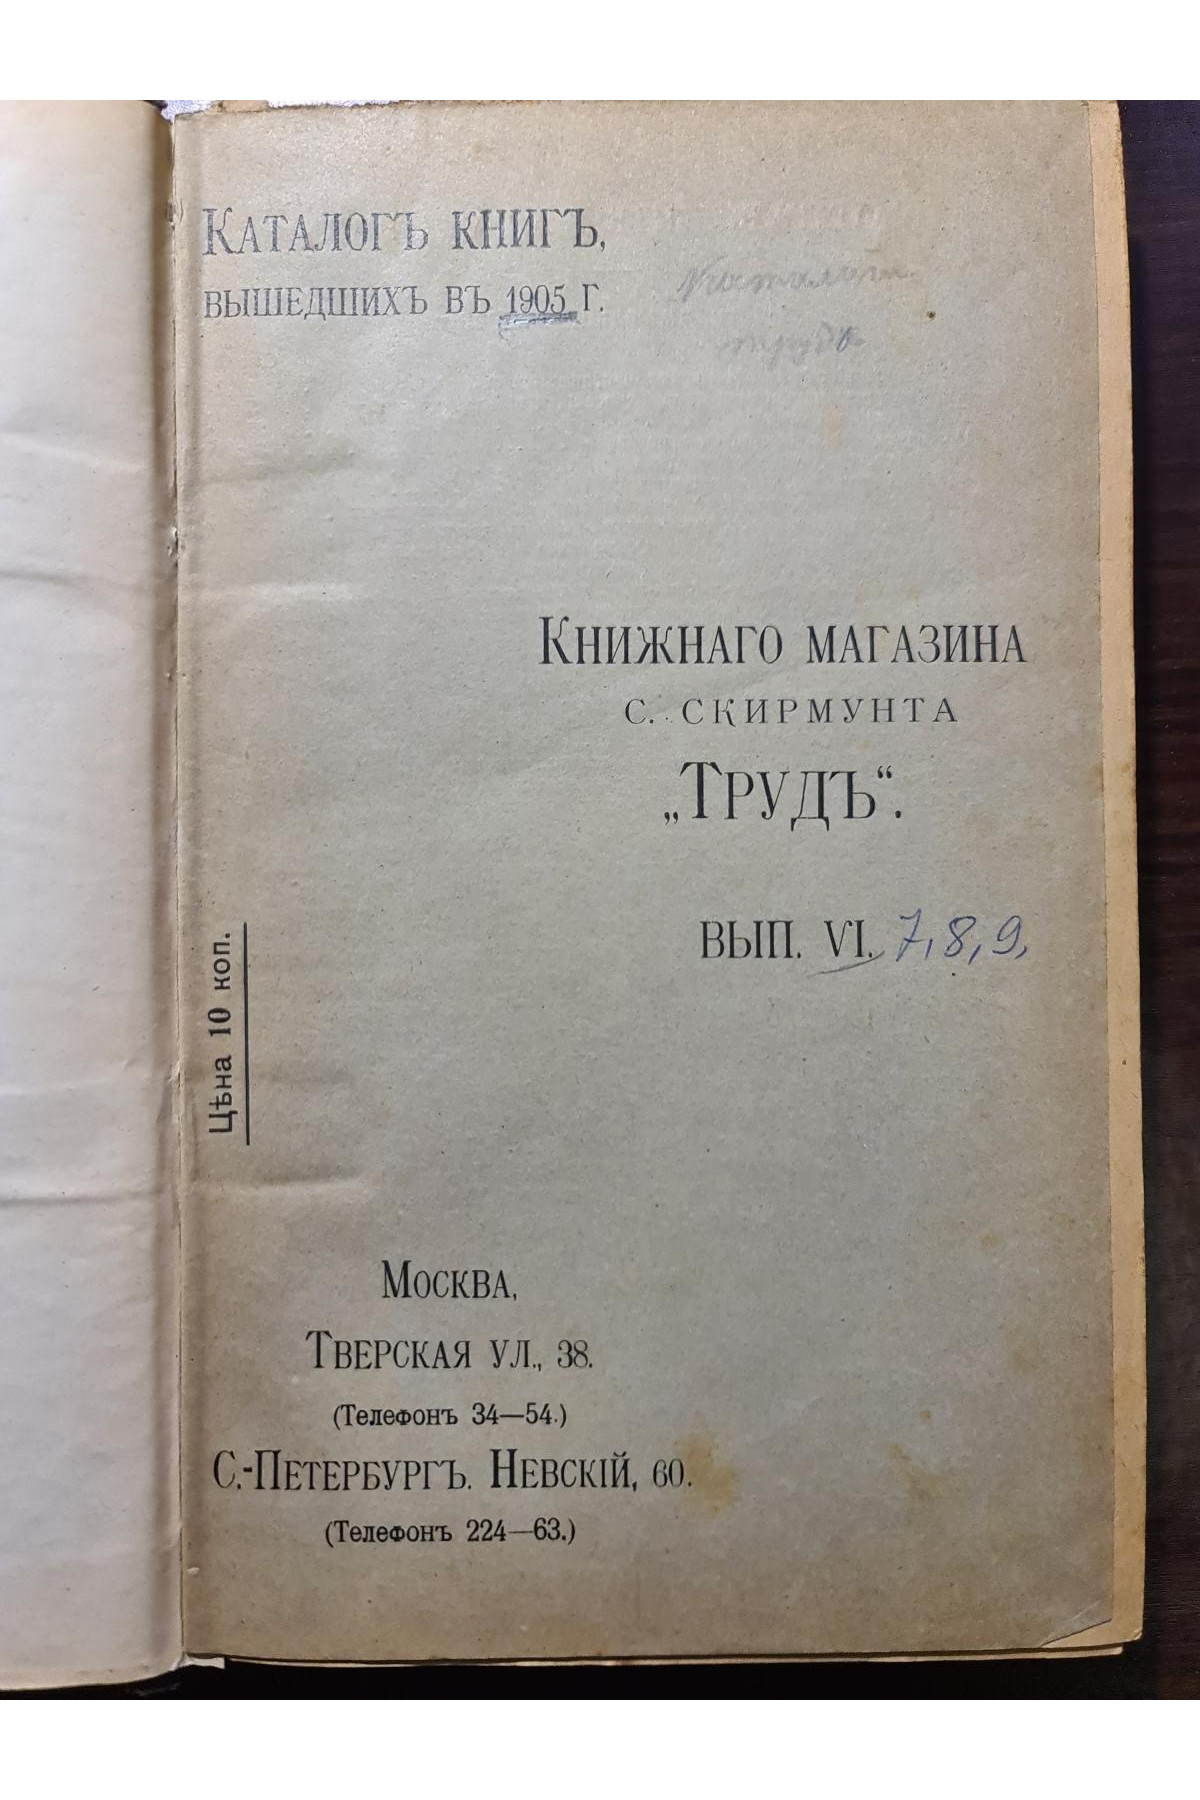 Каталогъ книгъ,
вышедшихъ въ 1905 г.
Книжнаго магазина
С. СКИРМУНТА
„Трудъ“.
вып. VI. 7, 8, 9,
Цѣна 10 коп.
Москва,
Тверская ул., 38.
(Телефонъ 34—54.)
С.-Петербургъ. Невскій, 60.
(Телефонъ 224—63.)